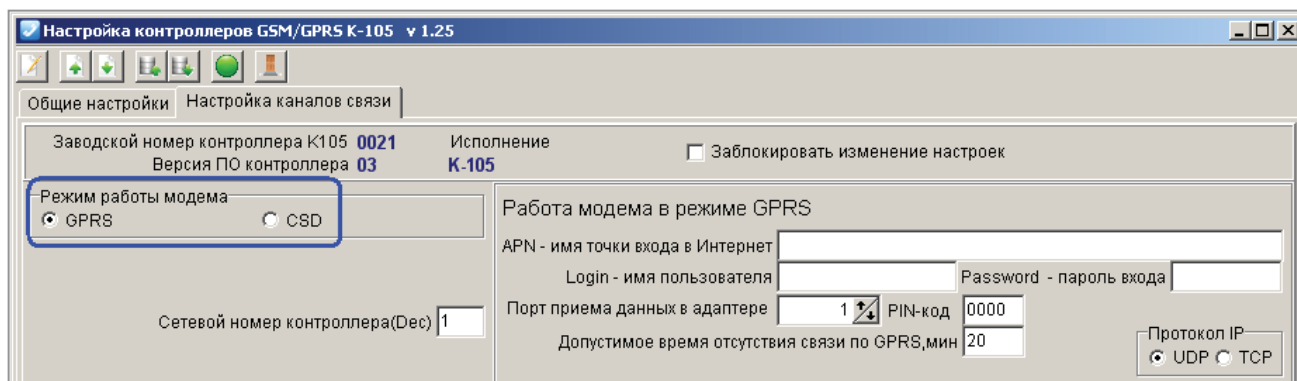 Настройка контроллеров GSM/GPRS K-105 v 1.25
Общие настройки Настройка каналов связи
Заводской номер контроллера K105 0021 Исполнение
Версия ПО контроллера 03 K-105
Заблокировать изменение настроек
Режим работы модема
GPRS CSD
Сетевой номер контроллера(Dec) 1
Работа модема в режиме GPRS
APN - имя точки входа в Интернет
Login - имя пользователя Password - пароль входа
Порт приема данных в адаптере 1 PIN-код 0000
Допустимое время отсутствия связи по GPRS,мин 20
Протокол IP
UDP TCP